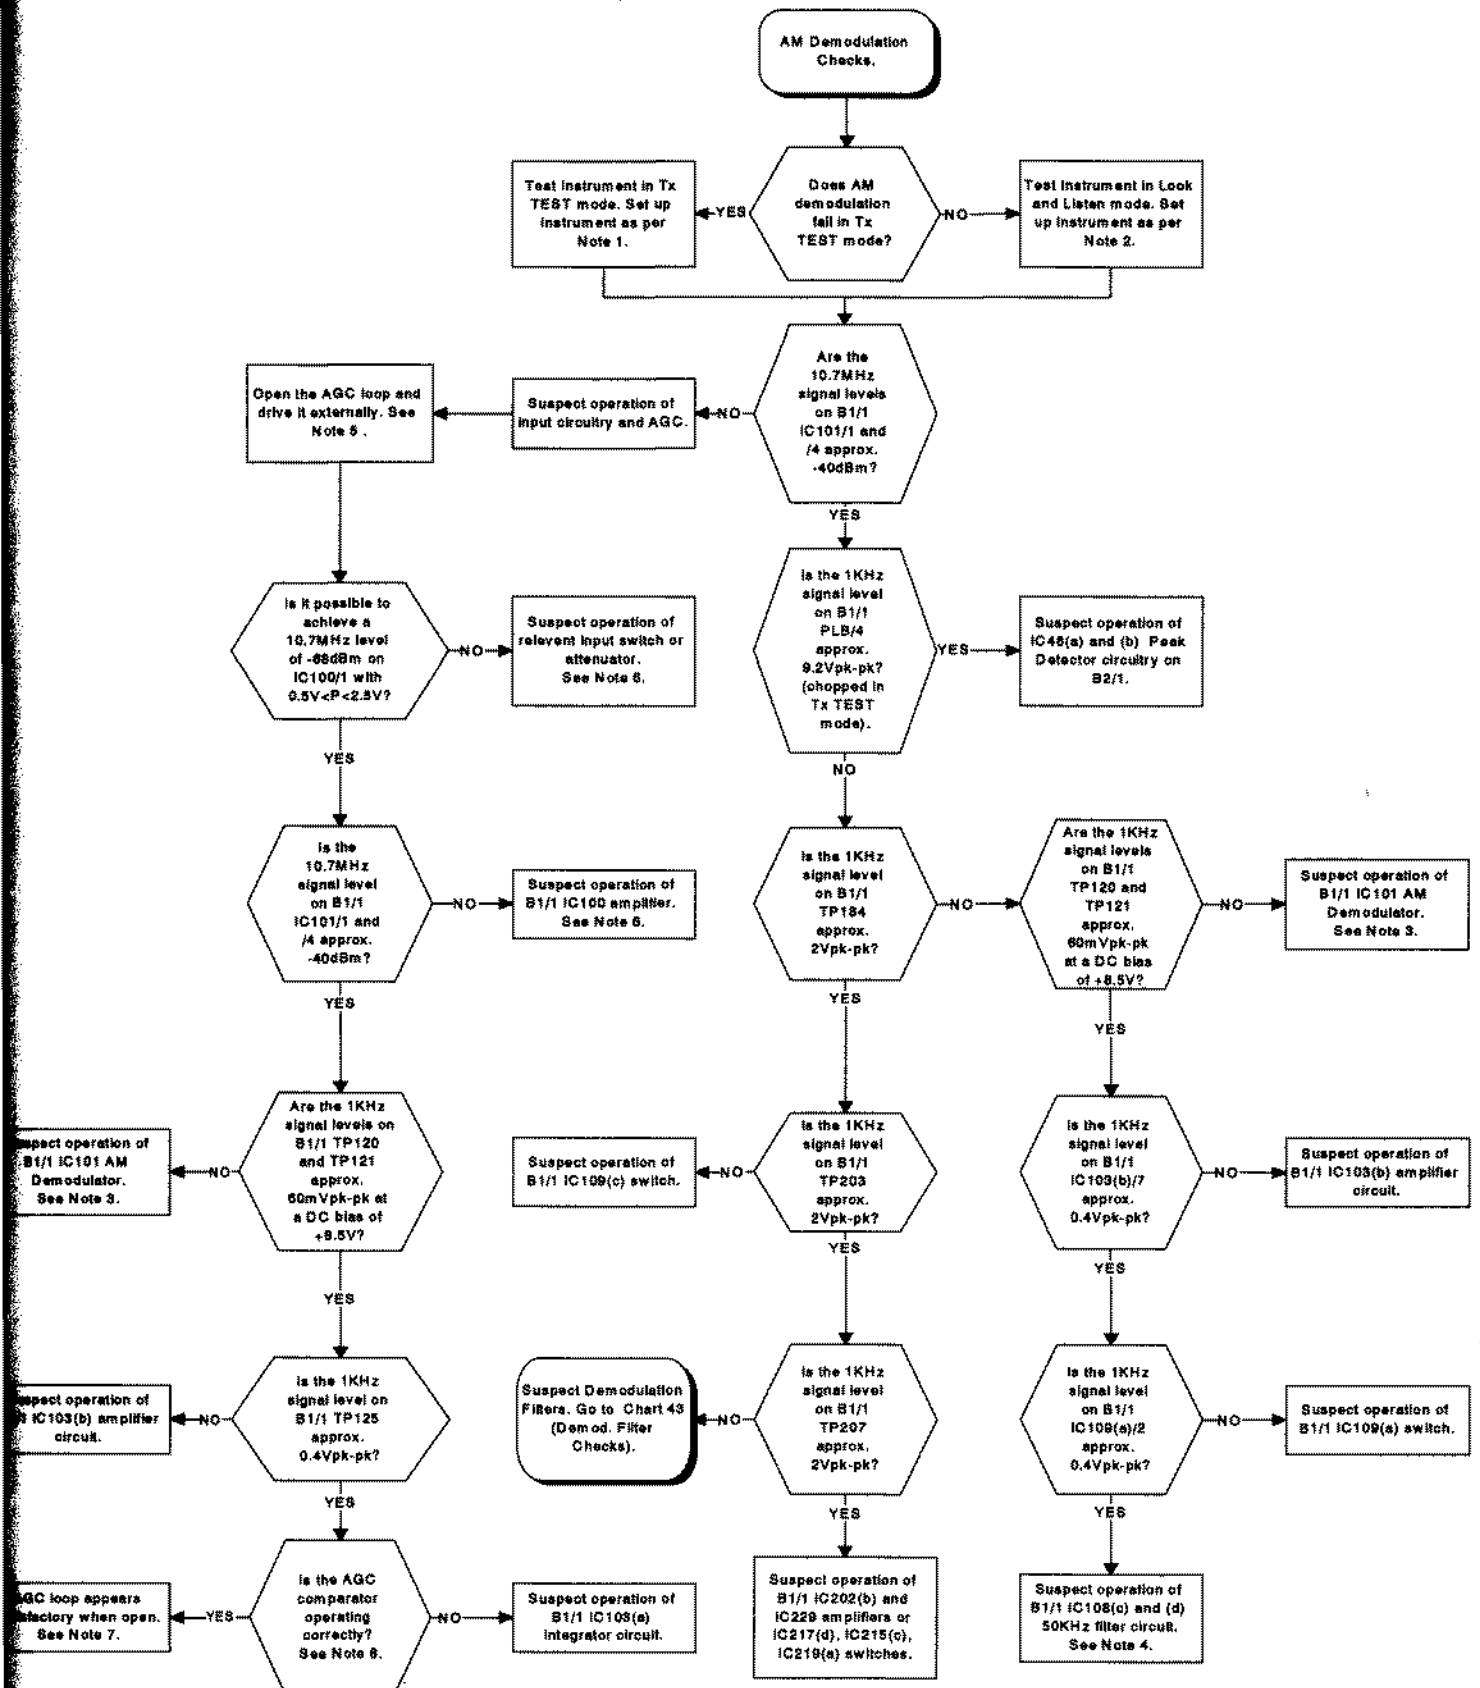 AM Demodulation
Checks.
Test Instrument in Tx
TEST mode. Set up
instrument as per
Note 1.
YES
Does AM
demodulation
fail in Tx
TEST mode?
NO
Test Instrument in Look
and Listen mode. Set
up instrument as per
Note 2.
Open the AGC loop and
drive it externally. See
Note 5 .
Suspect operation of
input circuitry and AGC.
NO
Are the
10.7MHz
signal levels
on B1/1
IC101/1 and
/4 approx.
-40dBm?
YES
Is it possible to
achieve a
10.7MHz level
of -68dBm on
IC100/1 with
0.5V<P<2.5V?
NO
Suspect operation of
relevent input switch or
attenuator.
See Note 6.
Is the 1KHz
signal level
on B1/1
PLB/4
approx.
9.2Vpk-pk?
(chopped in
Tx TEST
mode).
YES
Suspect operation of
IC46(a) and (b) Peak
Detector circuitry on
B2/1.
YES
NO
Is the
10.7MHz
signal level
on B1/1
IC101/1 and
/4 approx.
-40dBm?
NO
Suspect operation of
B1/1 IC100 amplifier.
See Note 6.
Is the 1KHz
signal level
on B1/1
TP184
approx.
2Vpk-pk?
NO
Are the 1KHz
signal levels
on B1/1
TP120 and
TP121
approx.
60mVpk-pk
at a DC bias
of +8.5V?
NO
Suspect operation of
B1/1 IC101 AM
Demodulator.
See Note 3.
YES
YES
YES
operation of
B1/1 IC101 AM
Demodulator.
See Note 3.
NO
Are the 1KHz
signal levels on
B1/1 TP120
and TP121
approx.
60mVpk-pk at
a DC bias of
+8.5V?
Suspect operation of
B1/1 IC109(c) switch.
NO
Is the 1KHz
signal level
on B1/1
TP203
approx.
2Vpk-pk?
Is the 1KHz
signal level
on B1/1
IC103(b)/7
approx.
0.4Vpk-pk?
NO
Suspect operation of
B1/1 IC103(b) amplifier
circuit.
YES
YES
YES
operation of
IC103(b) amplifier
circuit.
NO
Is the 1KHz
signal level on
B1/1 TP125
approx.
0.4Vpk-pk?
Suspect Demodulation
Filters. Go to Chart 43
(Demod. Filter
Checks).
NO
Is the 1KHz
signal level
on B1/1
TP207
approx.
2Vpk-pk?
Is the 1KHz
signal level
on B1/1
IC109(a)/2
approx.
0.4Vpk-pk?
NO
Suspect operation of
B1/1 IC109(a) switch.
YES
YES
YES
loop appears
when open.
See Note 7.
YES
Is the AGC
comparator
operating
correctly?
See Note 8.
NO
Suspect operation of
B1/1 IC103(a)
integrator circuit.
Suspect operation of
B1/1 IC202(b) and
IC229 amplifiers or
IC217(d), IC215(c),
IC219(a) switches.
Suspect operation of
B1/1 IC108(c) and (d)
50KHz filter circuit.
See Note 4.